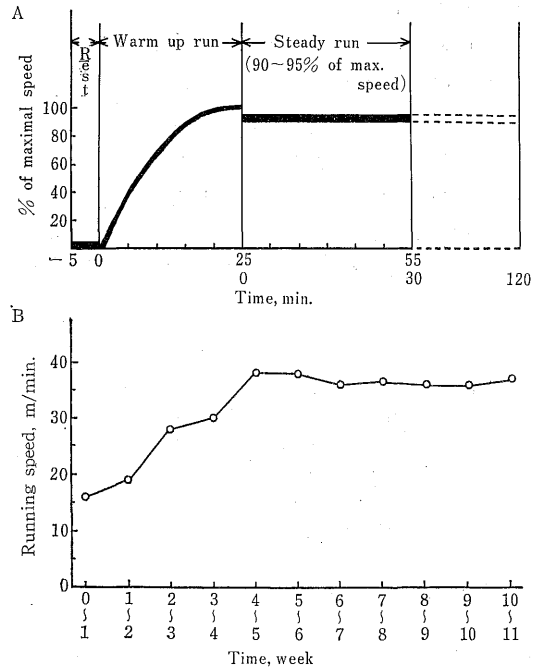 A
Rest
Warm up run
Steady run
(90~95% of max. speed)
% of maximal speed
100
80
60
40
20
-5 0 25 55
0 30 120
Time, min.
B
Running speed, m/min.
40
30
20
10
0
0 1 2 3 4 5 6 7 8 9 10
~ ~ ~ ~ ~ ~ ~ ~ ~ ~ ~
1 2 3 4 5 6 7 8 9 10 11
Time, week